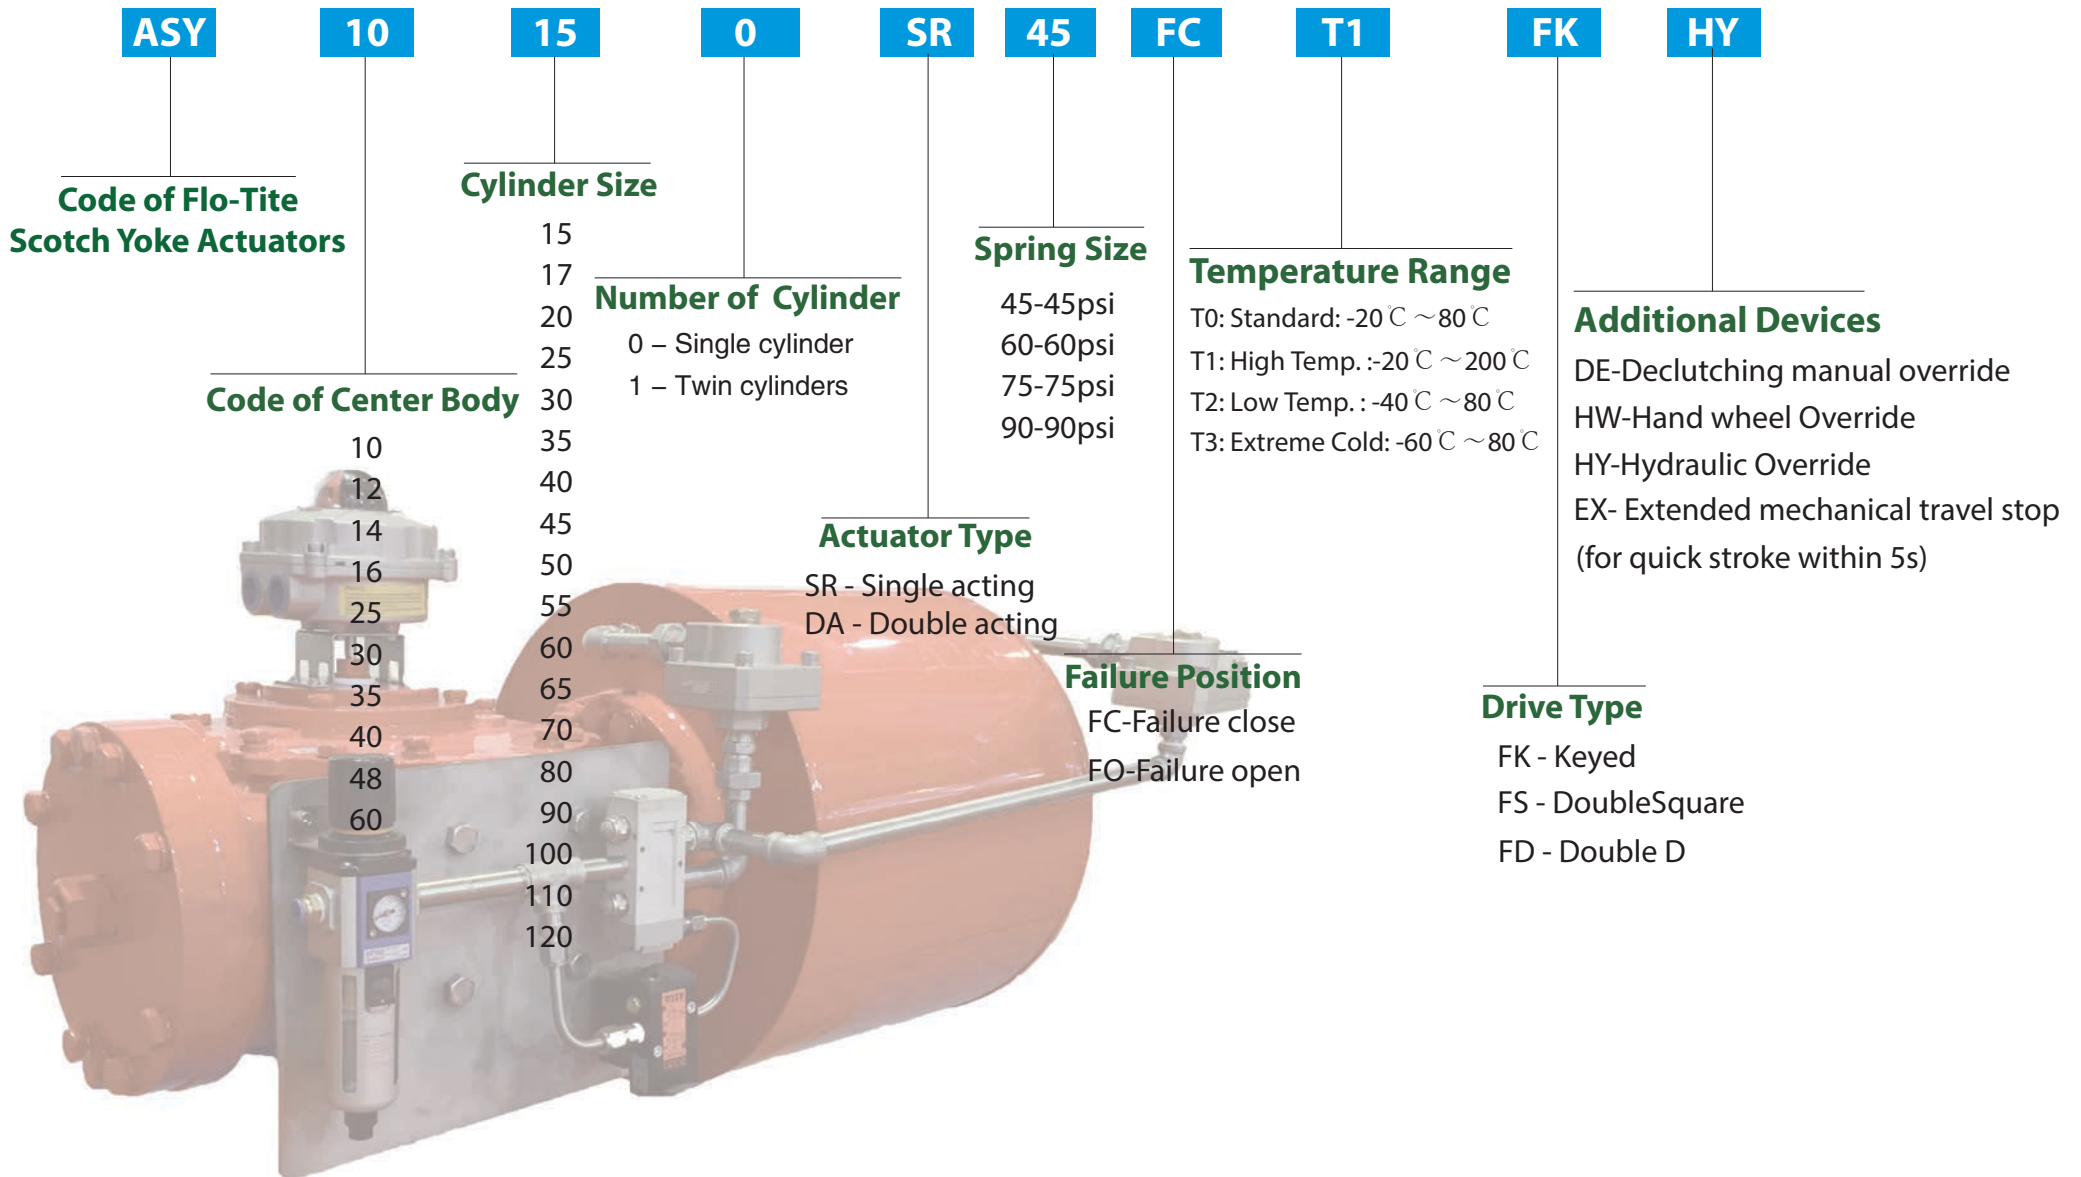 ASY 10 15 0 SR 45 FC T1 FK HY
Code of Flo-Tite
Scotch Yoke Actuators
Code of Center Body
10
12
14
16
25
30
35
40
48
60
Cylinder Size
15
17
20
25
30
35
40
45
50
55
60
65
70
80
90
100
110
120
Number of Cylinder
0 – Single cylinder
1 – Twin cylinders
Actuator Type
SR - Single acting
DA - Double acting
Spring Size
45-45psi
60-60psi
75-75psi
90-90psi
Failure Position
FC-Failure close
FO-Failure open
Temperature Range
T0: Standard: -20℃ ~80℃
T1: High Temp. :-20℃ ~200℃
T2: Low Temp. : -40℃ ~80℃
T3: Extreme Cold: -60℃ ~80℃
Drive Type
FK - Keyed
FS - DoubleSquare
FD - Double D
Additional Devices
DE-Declutching manual override
HW-Hand wheel Override
HY-Hydraulic Override
EX- Extended mechanical travel stop
(for quick stroke within 5s)